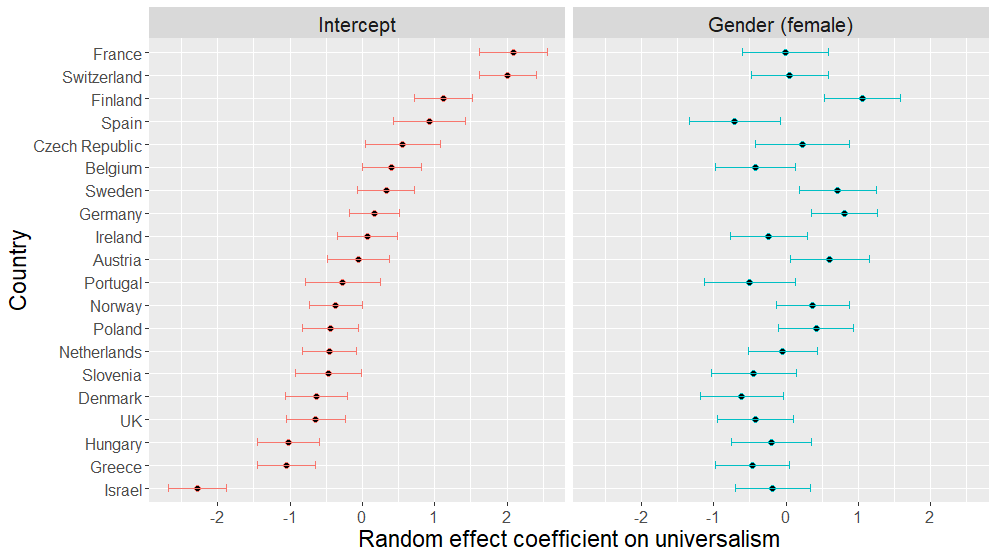 Intercept
Gender (female)
Country
France
Switzerland
Finland
Spain
Czech Republic
Belgium
Sweden
Germany
Ireland
Austria
Portugal
Norway
Poland
Netherlands
Slovenia
Denmark
UK
Hungary
Greece
Israel
-2 -1 0 1 2
-2 -1 0 1 2
Random effect coefficient on universalism